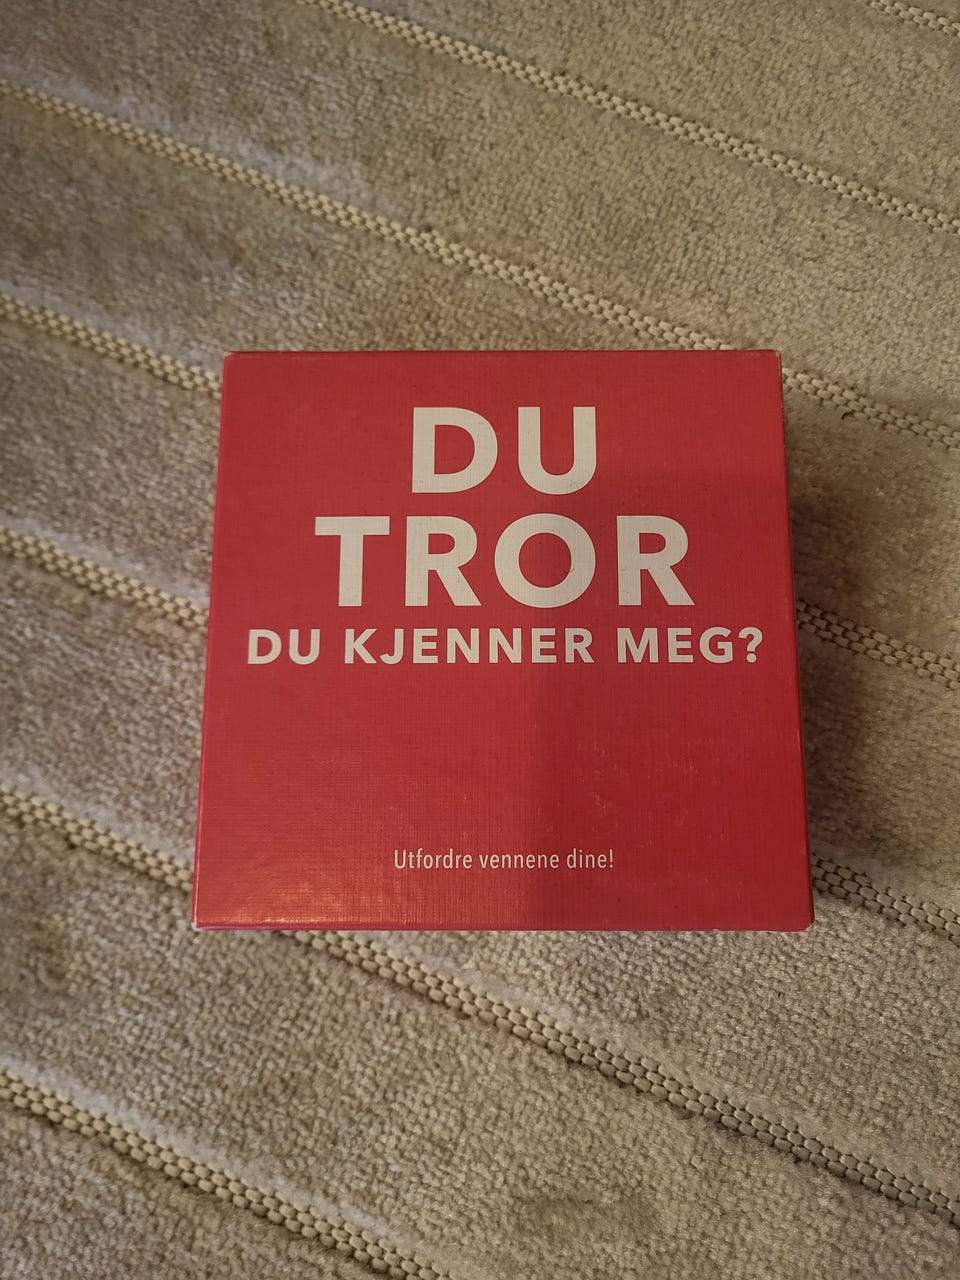 DU
TROR
DU KJENNER MEG?
Utfordre vennene dine!